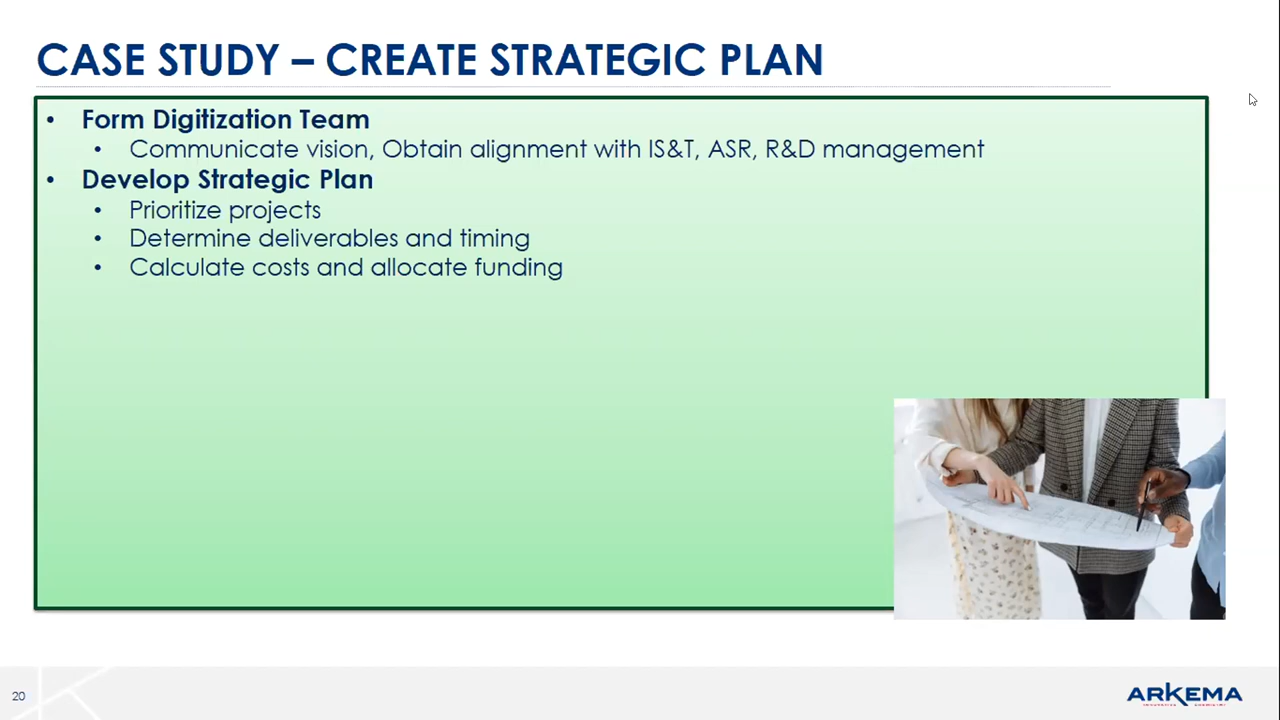 CASE STUDY – CREATE STRATEGIC PLAN
• Form Digitization Team
• Communicate vision, Obtain alignment with IS&T, ASR, R&D management
• Develop Strategic Plan
• Prioritize projects
• Determine deliverables and timing
• Calculate costs and allocate funding
20
ARKEMA